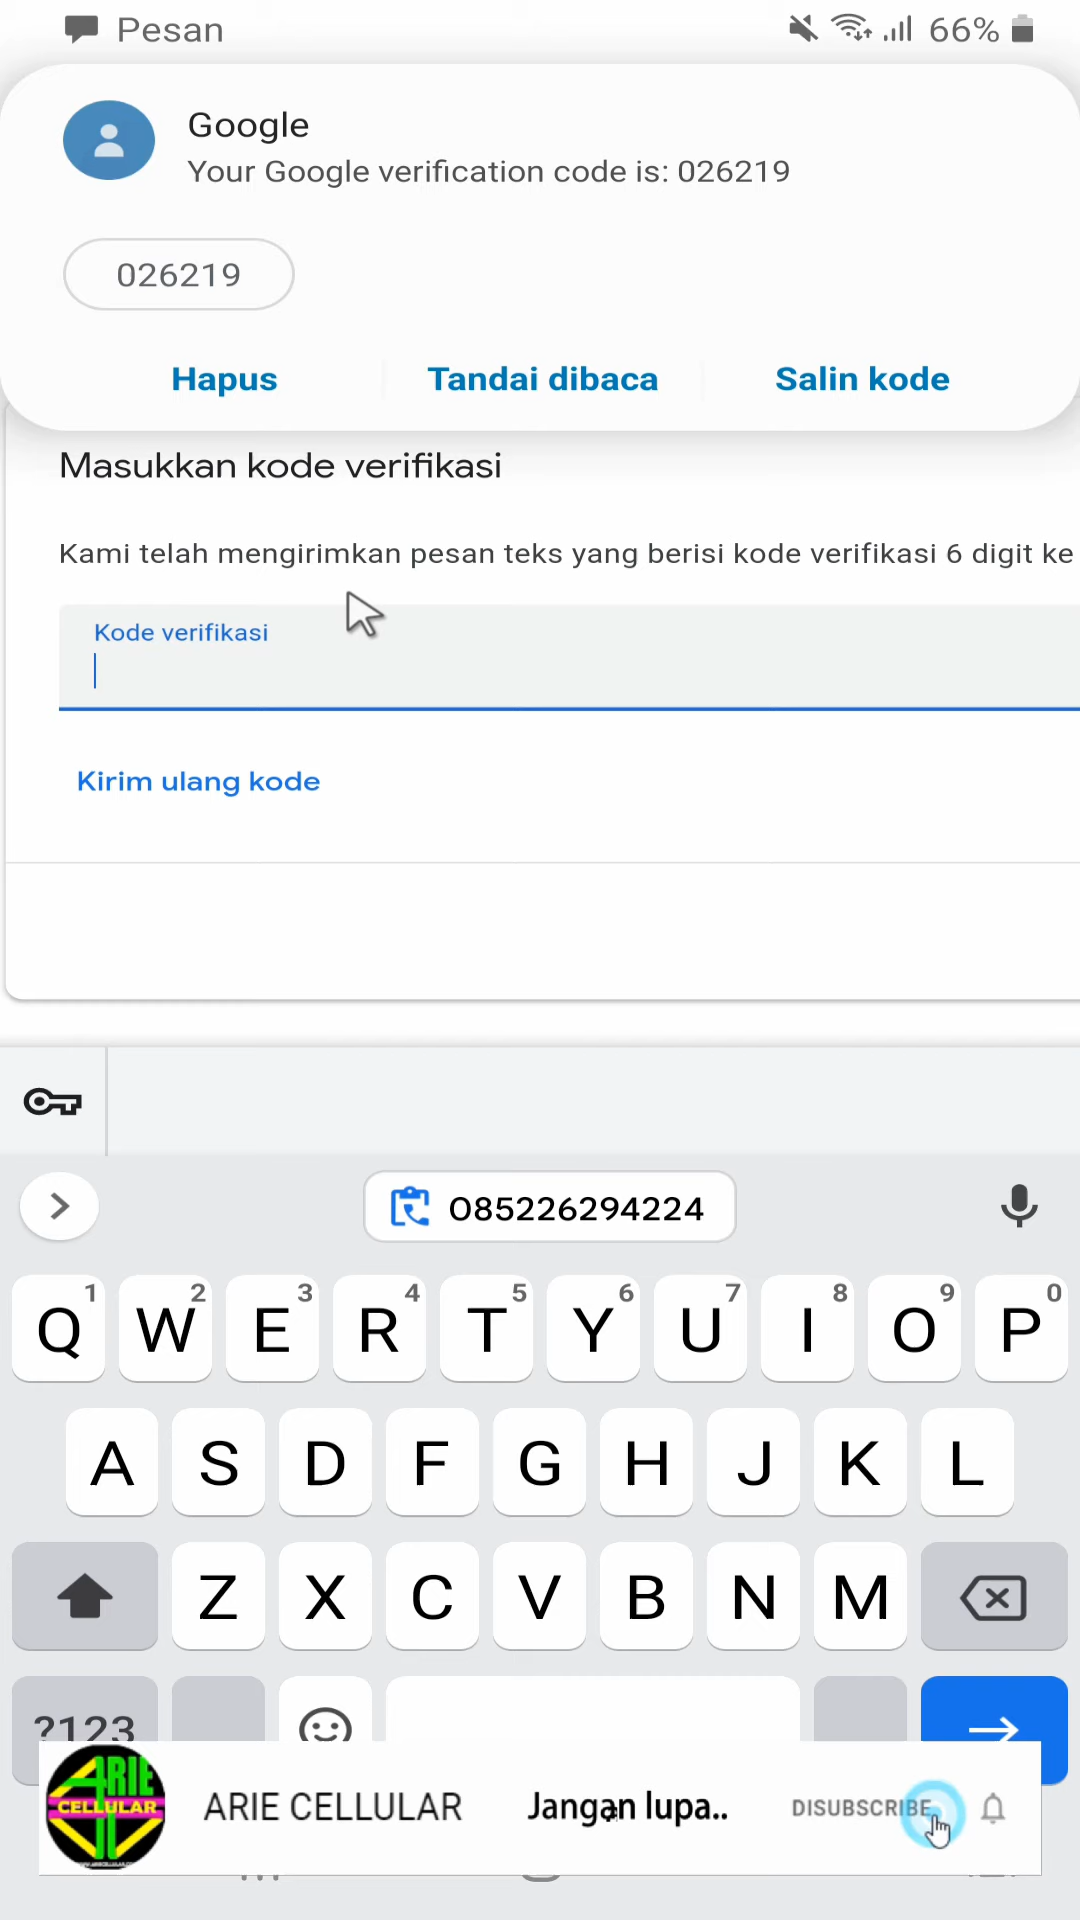 Pesan
66%
Google
Your Google verification code is: 026219
026219
Hapus
Tandai dibaca
Salin kode
Masukkan kode verifikasi
Kami telah mengirimkan pesan teks yang berisi kode verifikasi 6 digit ke
Kode verifikasi
Kirim ulang kode
085226294224
1 2 3 4 5 6 7 8 9 0
Q W E R T Y U I O P
A S D F G H J K L
Z X C V B N M
?123
ARIE
CELLULAR
ARIE CELLULAR
Jangan lupa..
DISUBSCRIBE